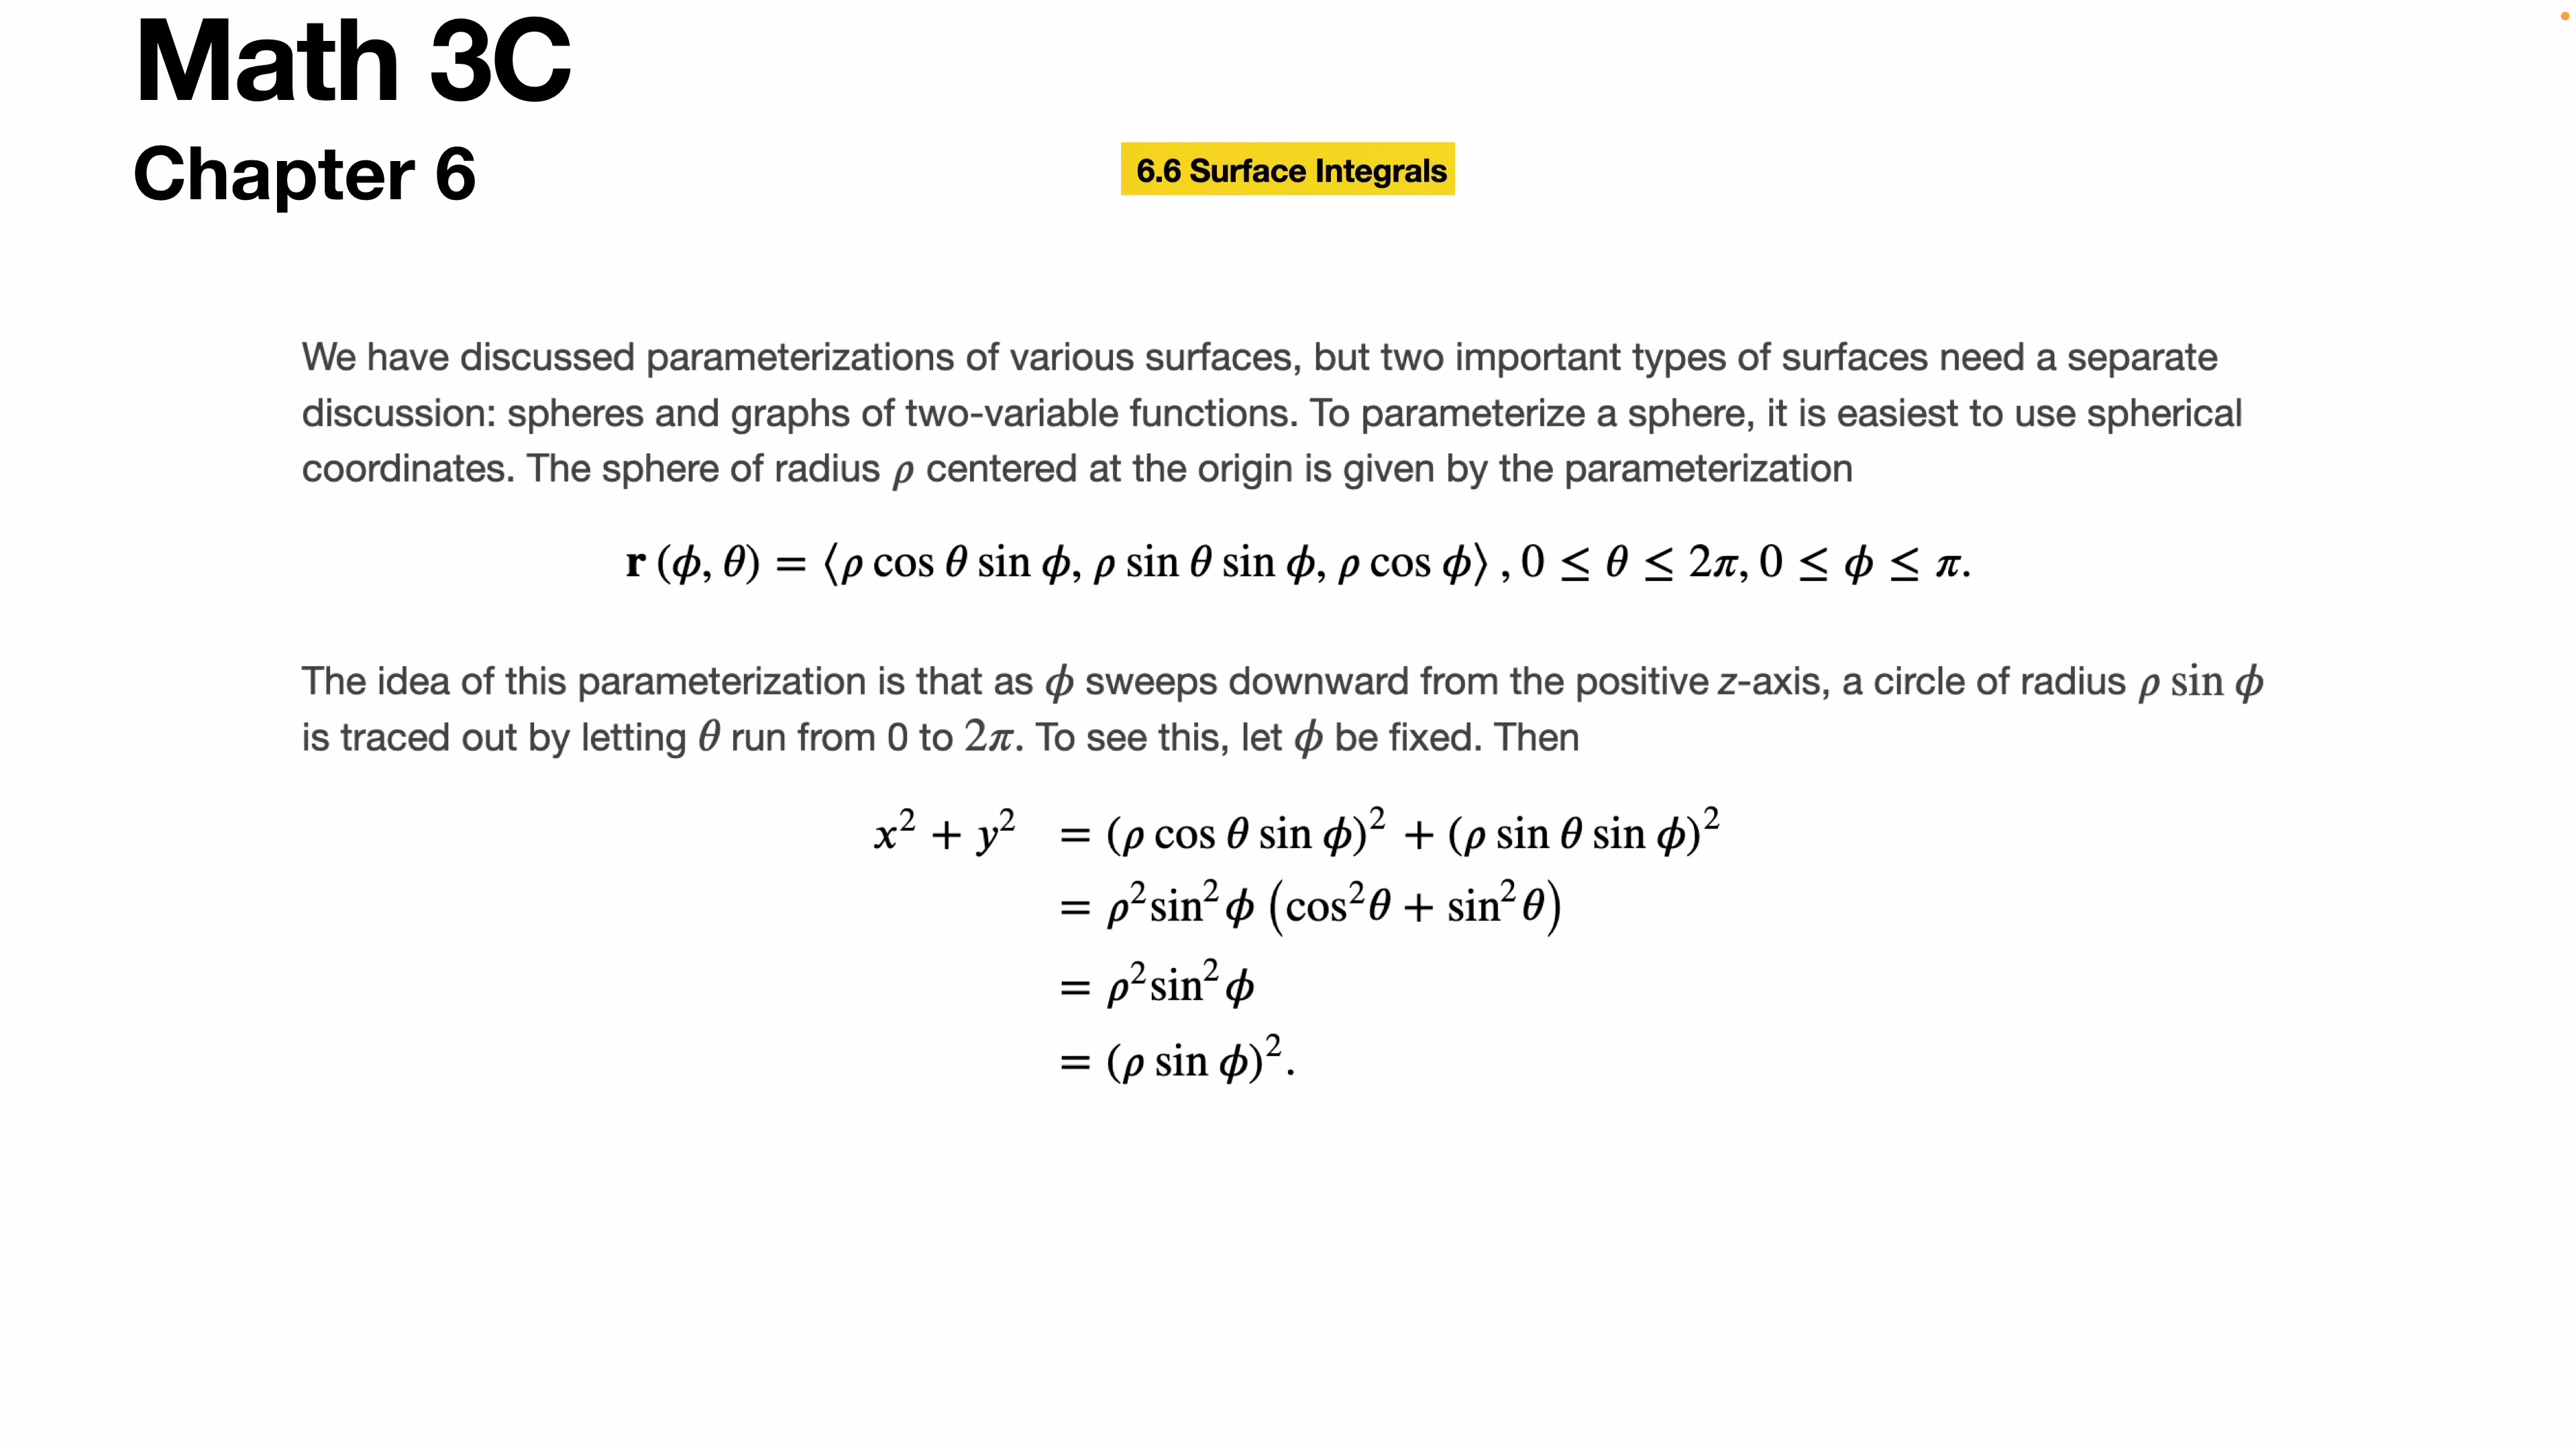 Math 3C
Chapter 6
6.6 Surface Integrals
We have discussed parameterizations of various surfaces, but two important types of surfaces need a separate
discussion: spheres and graphs of two-variable functions. To parameterize a sphere, it is easiest to use spherical
coordinates. The sphere of radius ρ centered at the origin is given by the parameterization
r (ϕ, θ) = ⟨ρ cos θ sin ϕ, ρ sin θ sin ϕ, ρ cos ϕ⟩ , 0 ≤ θ ≤ 2π, 0 ≤ ϕ ≤ π.
The idea of this parameterization is that as ϕ sweeps downward from the positive z-axis, a circle of radius ρ sin ϕ
is traced out by letting θ run from 0 to 2π. To see this, let ϕ be fixed. Then
x² + y² = (ρ cos θ sin ϕ)² + (ρ sin θ sin ϕ)²
= ρ²sin²ϕ (cos²θ + sin²θ)
= ρ²sin²ϕ
= (ρ sin ϕ)².